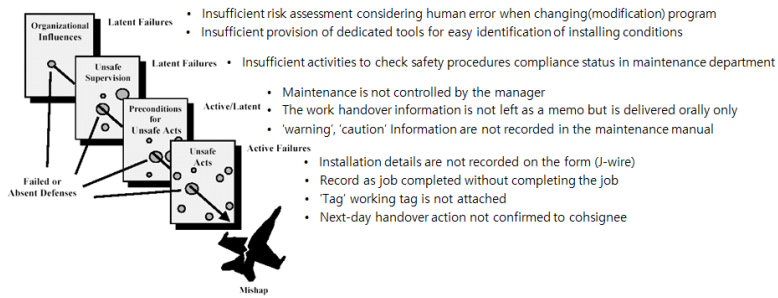 Organizational
Influences
Latent Failures
• Insufficient risk assessment considering human error when changing(modification) program
• Insufficient provision of dedicated tools for easy identification of installing conditions
Unsafe
Supervision
Latent Failures
• Insufficient activities to check safety procedures compliance status in maintenance department
Preconditions
for
Unsafe Acts
Active/Latent
• Maintenance is not controlled by the manager
• The work handover information is not left as a memo but is delivered orally only
• ‘warning’, ‘caution’ Information are not recorded in the maintenance manual
Unsafe
Acts
Active Failures
• Installation details are not recorded on the form (J-wire)
• Record as job completed without completing the job
• ‘Tag’ working tag is not attached
• Next-day handover action not confirmed to cohsignee
Failed or
Absent Defenses
Mishap